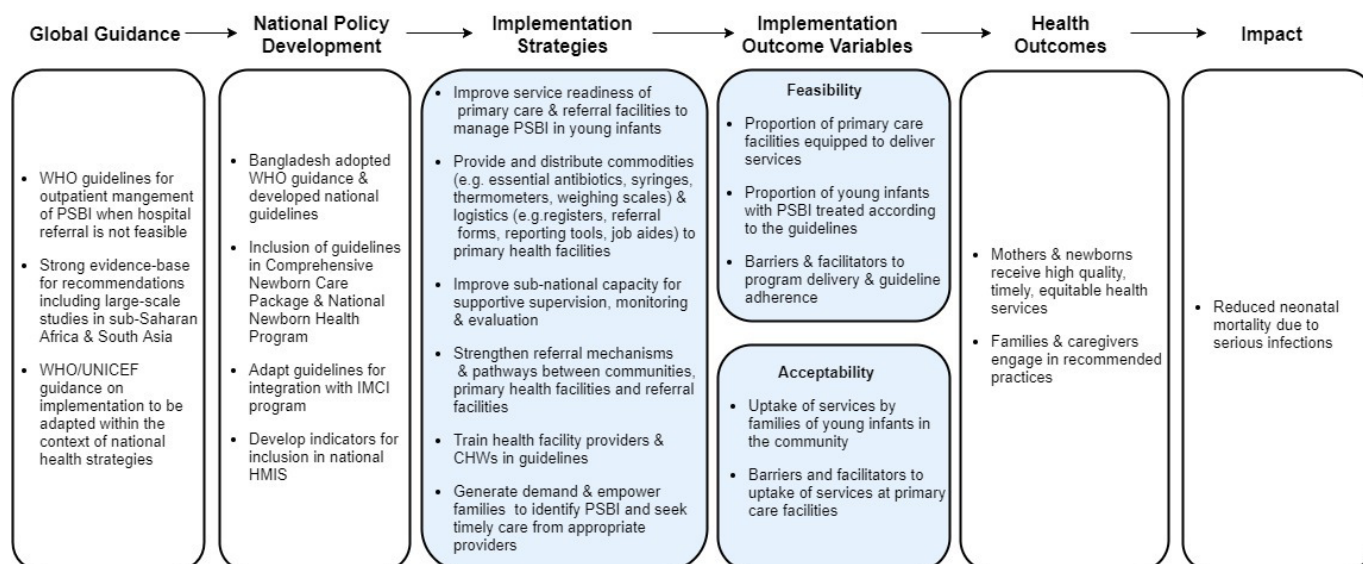 Global Guidance
National Policy
Development
Implementation
Strategies
Implementation
Outcome Variables
Health
Outcomes
Impact
• WHO guidelines for
outpatient mangement
of PSBI when hospital
referral is not feasible
• Strong evidence-base
for recommendations
including large-scale
studies in sub-Saharan
Africa & South Asia
• WHO/UNICEF
guidance on
implementation to be
adapted within the
context of national
health strategies
• Bangladesh adopted
WHO guidance &
developed national
guidelines
• Inclusion of guidelines
in Comprehensive
Newborn Care
Package & National
Newborn Health
Program
• Adapt guidelines for
integration with IMCI
program
• Develop indicators for
inclusion in national
HMIS
• Improve service readiness of
primary care & referral facilities to
manage PSBI in young infants
• Provide and distribute commodities
(e.g. essential antibiotics, syringes,
thermometers, weighing scales) &
logistics (e.g.registers, referral
forms, reporting tools, job aides) to
primary health facilities
• Improve sub-national capacity for
supportive supervision, monitoring
& evaluation
• Strengthen referral mechanisms
& pathways between communities,
primary health facilities and referral
facilities
• Train health facility providers &
CHWs in guidelines
• Generate demand & empower
families to identify PSBI and seek
timely care from appropriate
providers
Feasibility
• Proportion of primary care
facilities equipped to deliver
services
• Proportion of young infants
with PSBI treated according
to the guidelines
• Barriers & facilitators to
program delivery & guideline
adherence
Acceptability
• Uptake of services by
families of young infants in
the community
• Barriers and facilitators to
uptake of services at primary
care facilities
• Mothers & newborns
receive high quality,
timely, equitable health
services
• Families & caregivers
engage in recommended
practices
• Reduced neonatal
mortality due to
serious infections